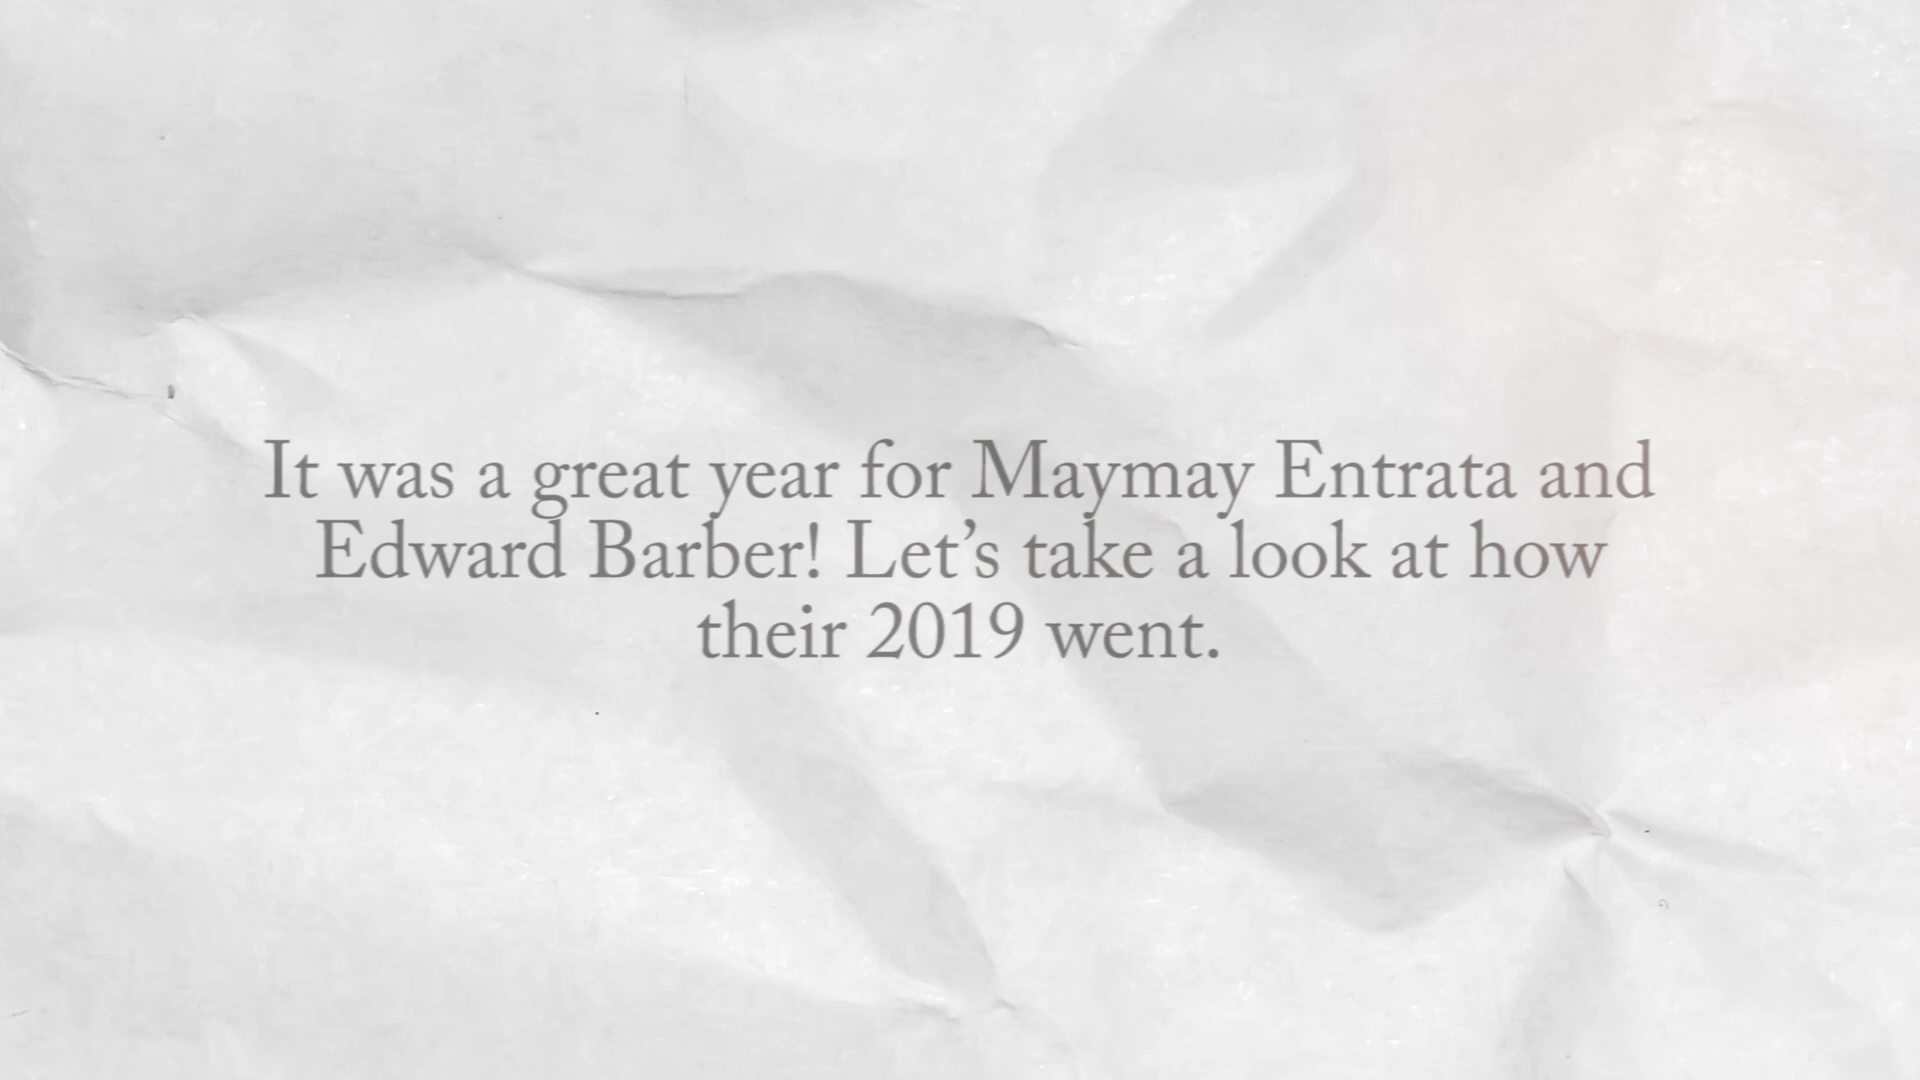 It was a great year for Maymay Entrata and
Edward Barber! Let’s take a look at how
their 2019 went.